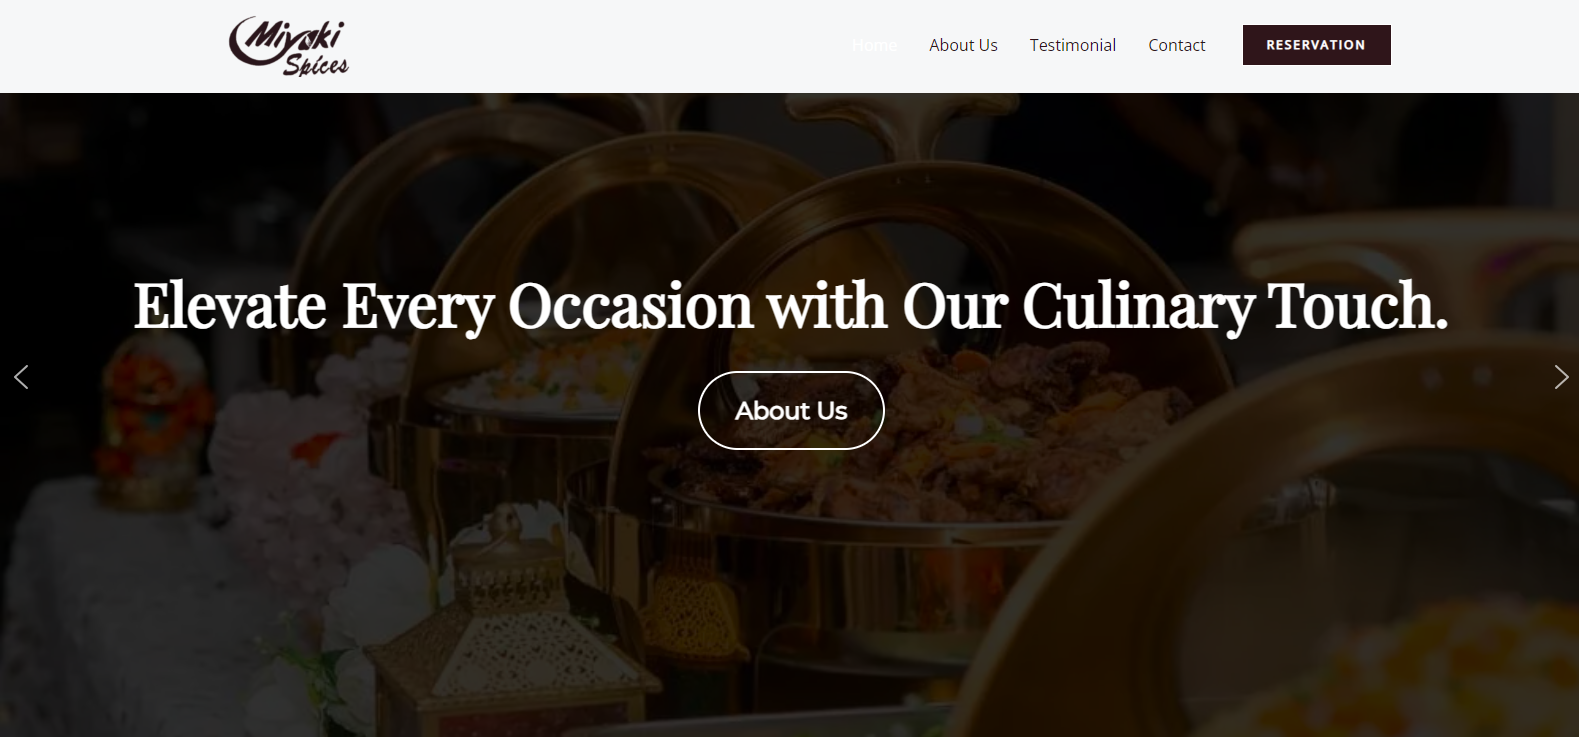 Miyaki
Spices
Home
About Us
Testimonial
Contact
RESERVATION
Elevate Every Occasion with Our Culinary Touch.
About Us